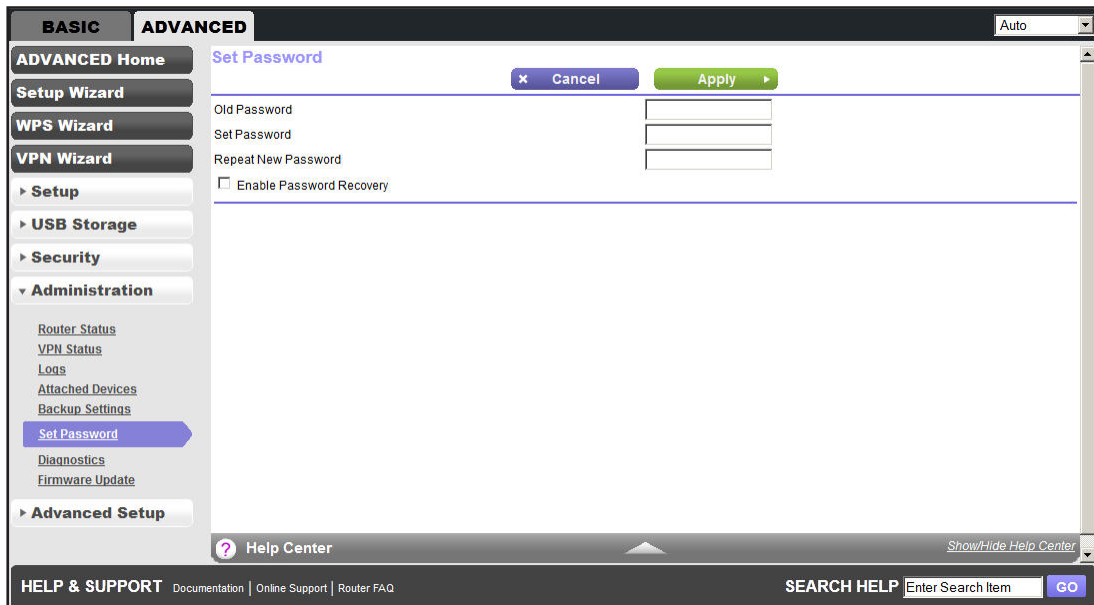 BASIC
ADVANCED
Auto
ADVANCED Home
Setup Wizard
WPS Wizard
VPN Wizard
Setup
USB Storage
Security
Administration
Router Status
VPN Status
Logs
Attached Devices
Backup Settings
Set Password
Diagnostics
Firmware Update
Advanced Setup
Set Password
Cancel
Apply
Old Password
Set Password
Repeat New Password
Enable Password Recovery
? Help Center
Show/Hide Help Center
HELP & SUPPORT Documentation | Online Support | Router FAQ
SEARCH HELP Enter Search Item GO